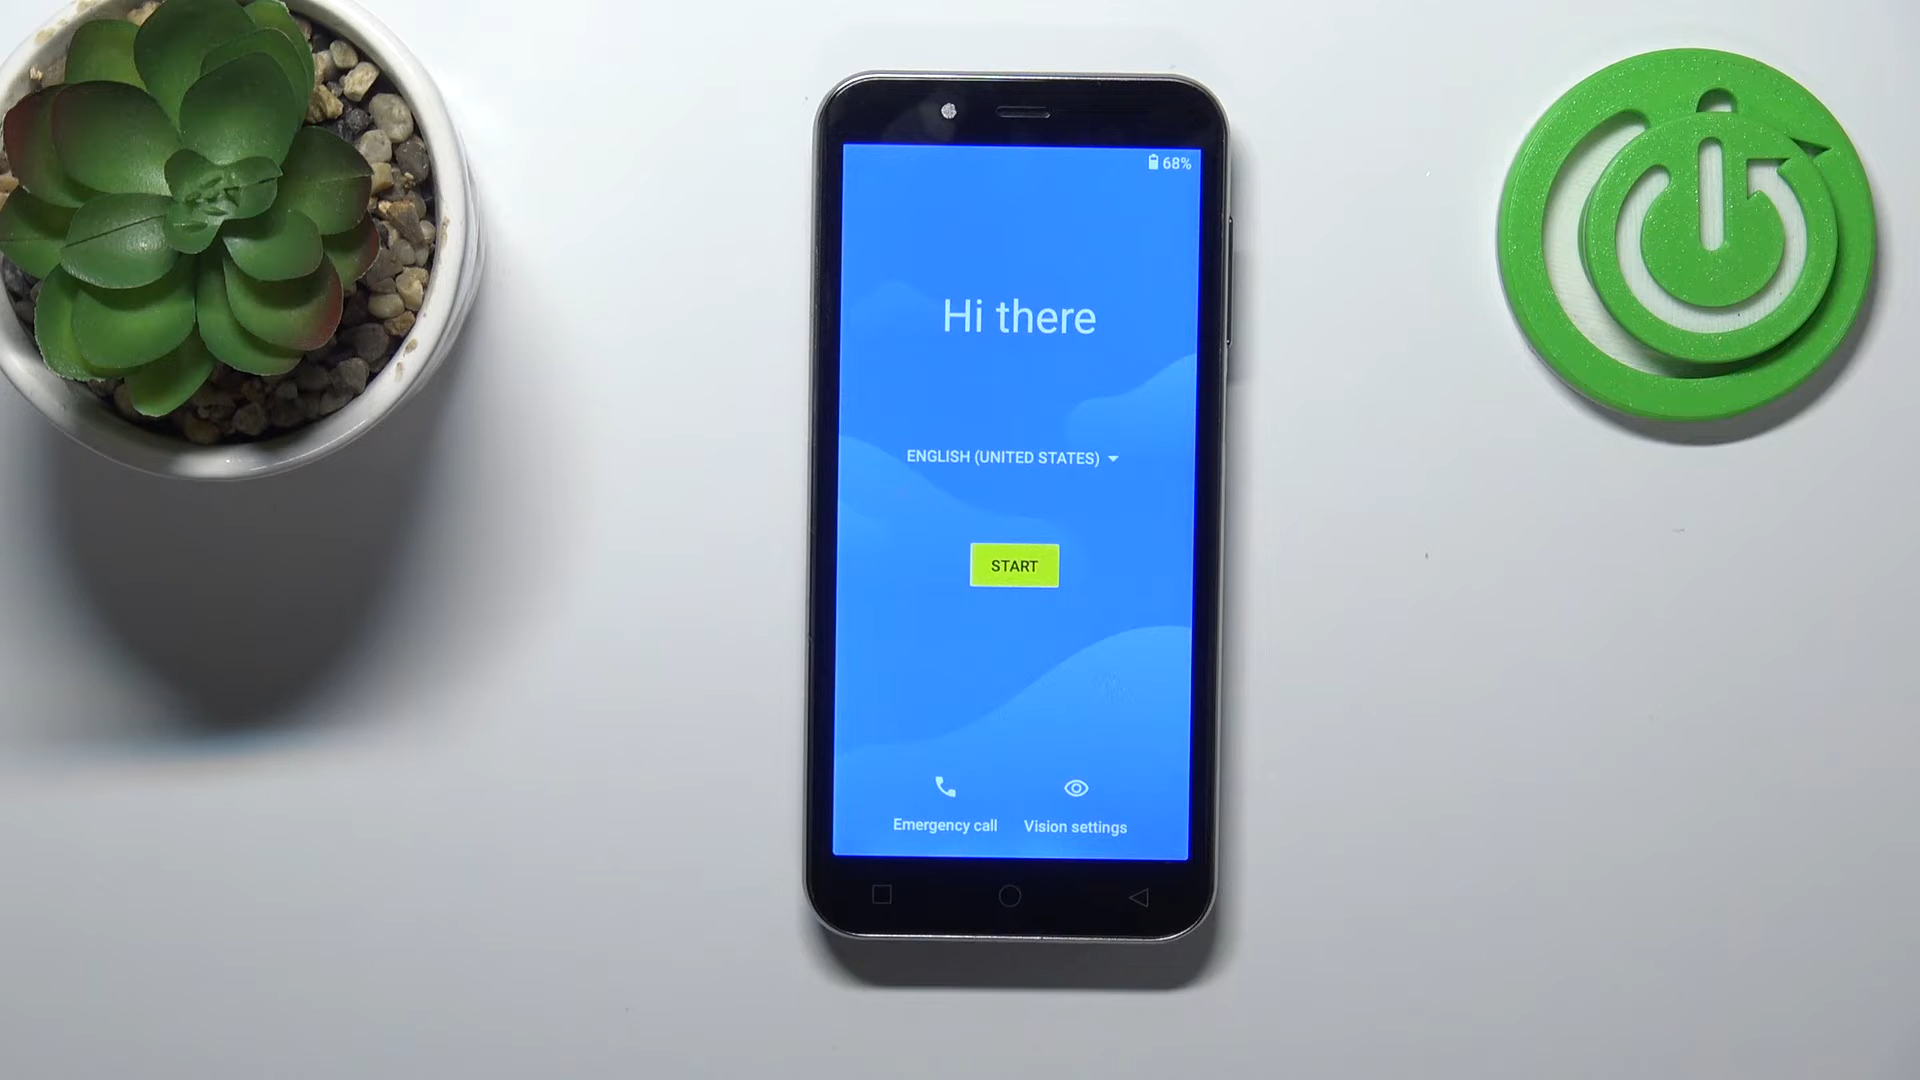 68%
Hi there
ENGLISH (UNITED STATES)
START
Emergency call
Vision settings